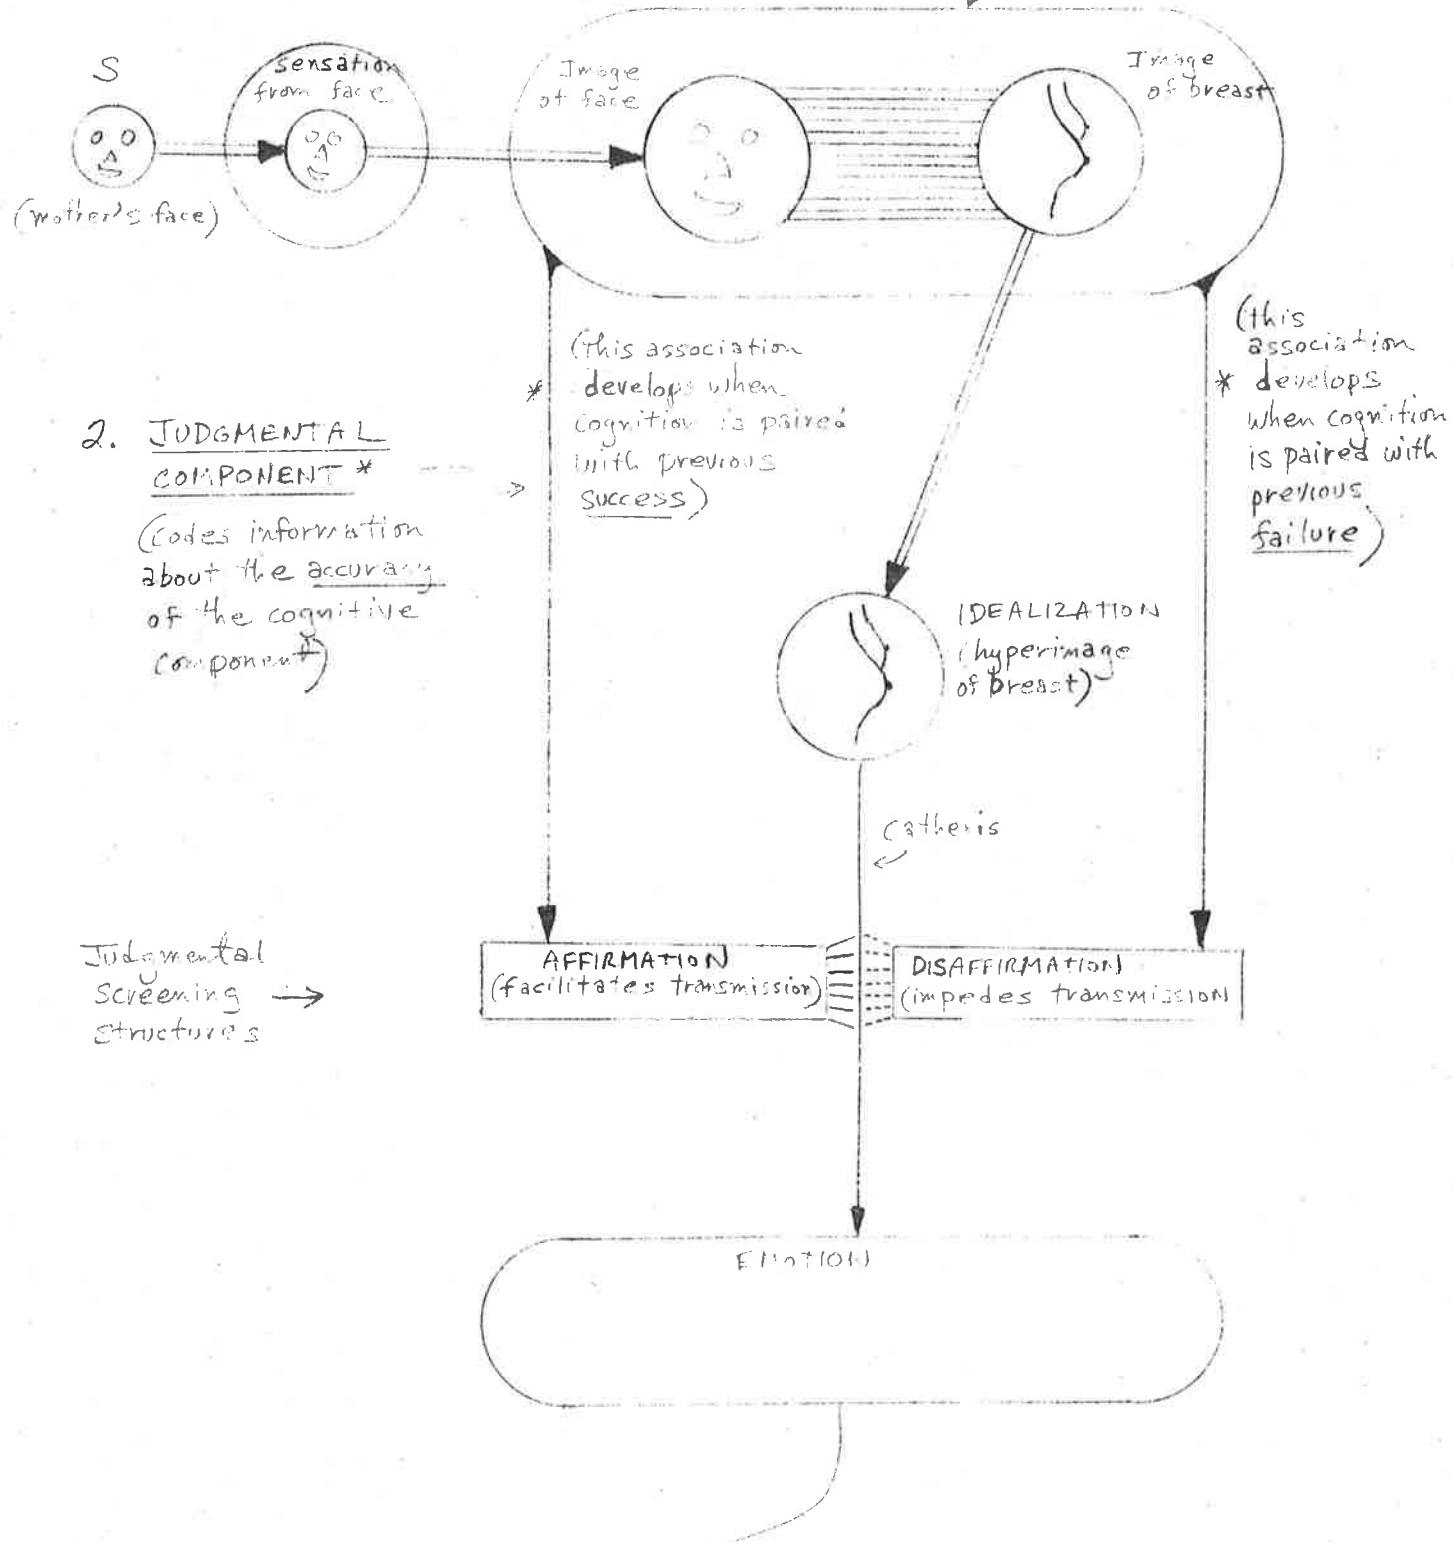 S
(mother's face)
sensation
from face
Image
of face
Image
of breast
(this association
* develops when
cognition is paired
with previous
success)
(this
association
* develops
when cognition
is paired with
previous
failure)
2. JUDGMENTAL
COMPONENT*
(codes information
about the accuracy
of the cognitive
component)
IDEALIZATION
(hyperimage
of breast)
Cathexis
Judgmental
screening
structures
AFFIRMATION
(facilitates transmission)
DISAFFIRMATION
(impedes transmission
EMOTION